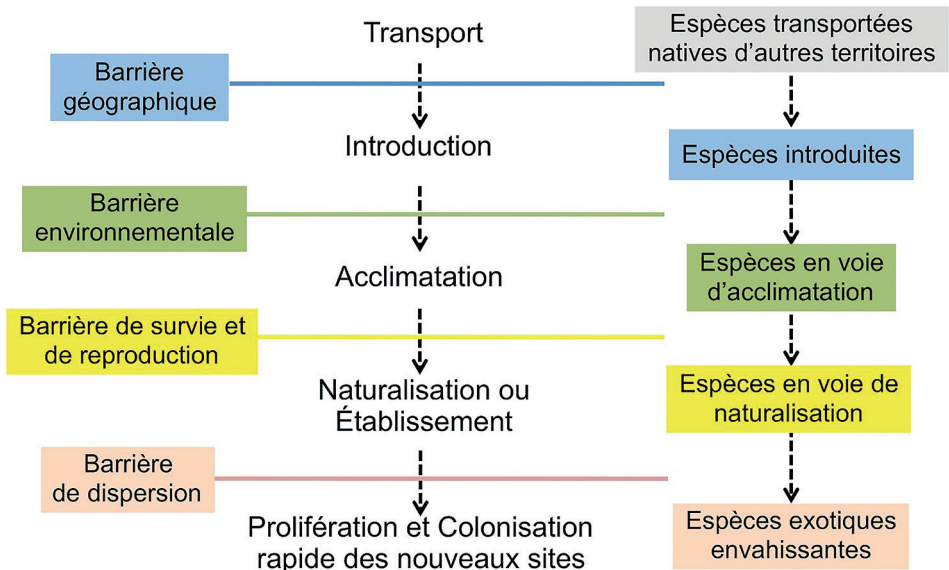 Transport
Espèces transportées
natives d'autres territoires
Barrière
géographique
Introduction
Espèces introduites
Barrière
environnementale
Acclimatation
Espèces en voie
d'acclimatation
Barrière de survie et
de reproduction
Naturalisation ou
Établissement
Espèces en voie de
naturalisation
Barrière
de dispersion
Prolifération et Colonisation
rapide des nouveaux sites
Espèces exotiques
envahissantes